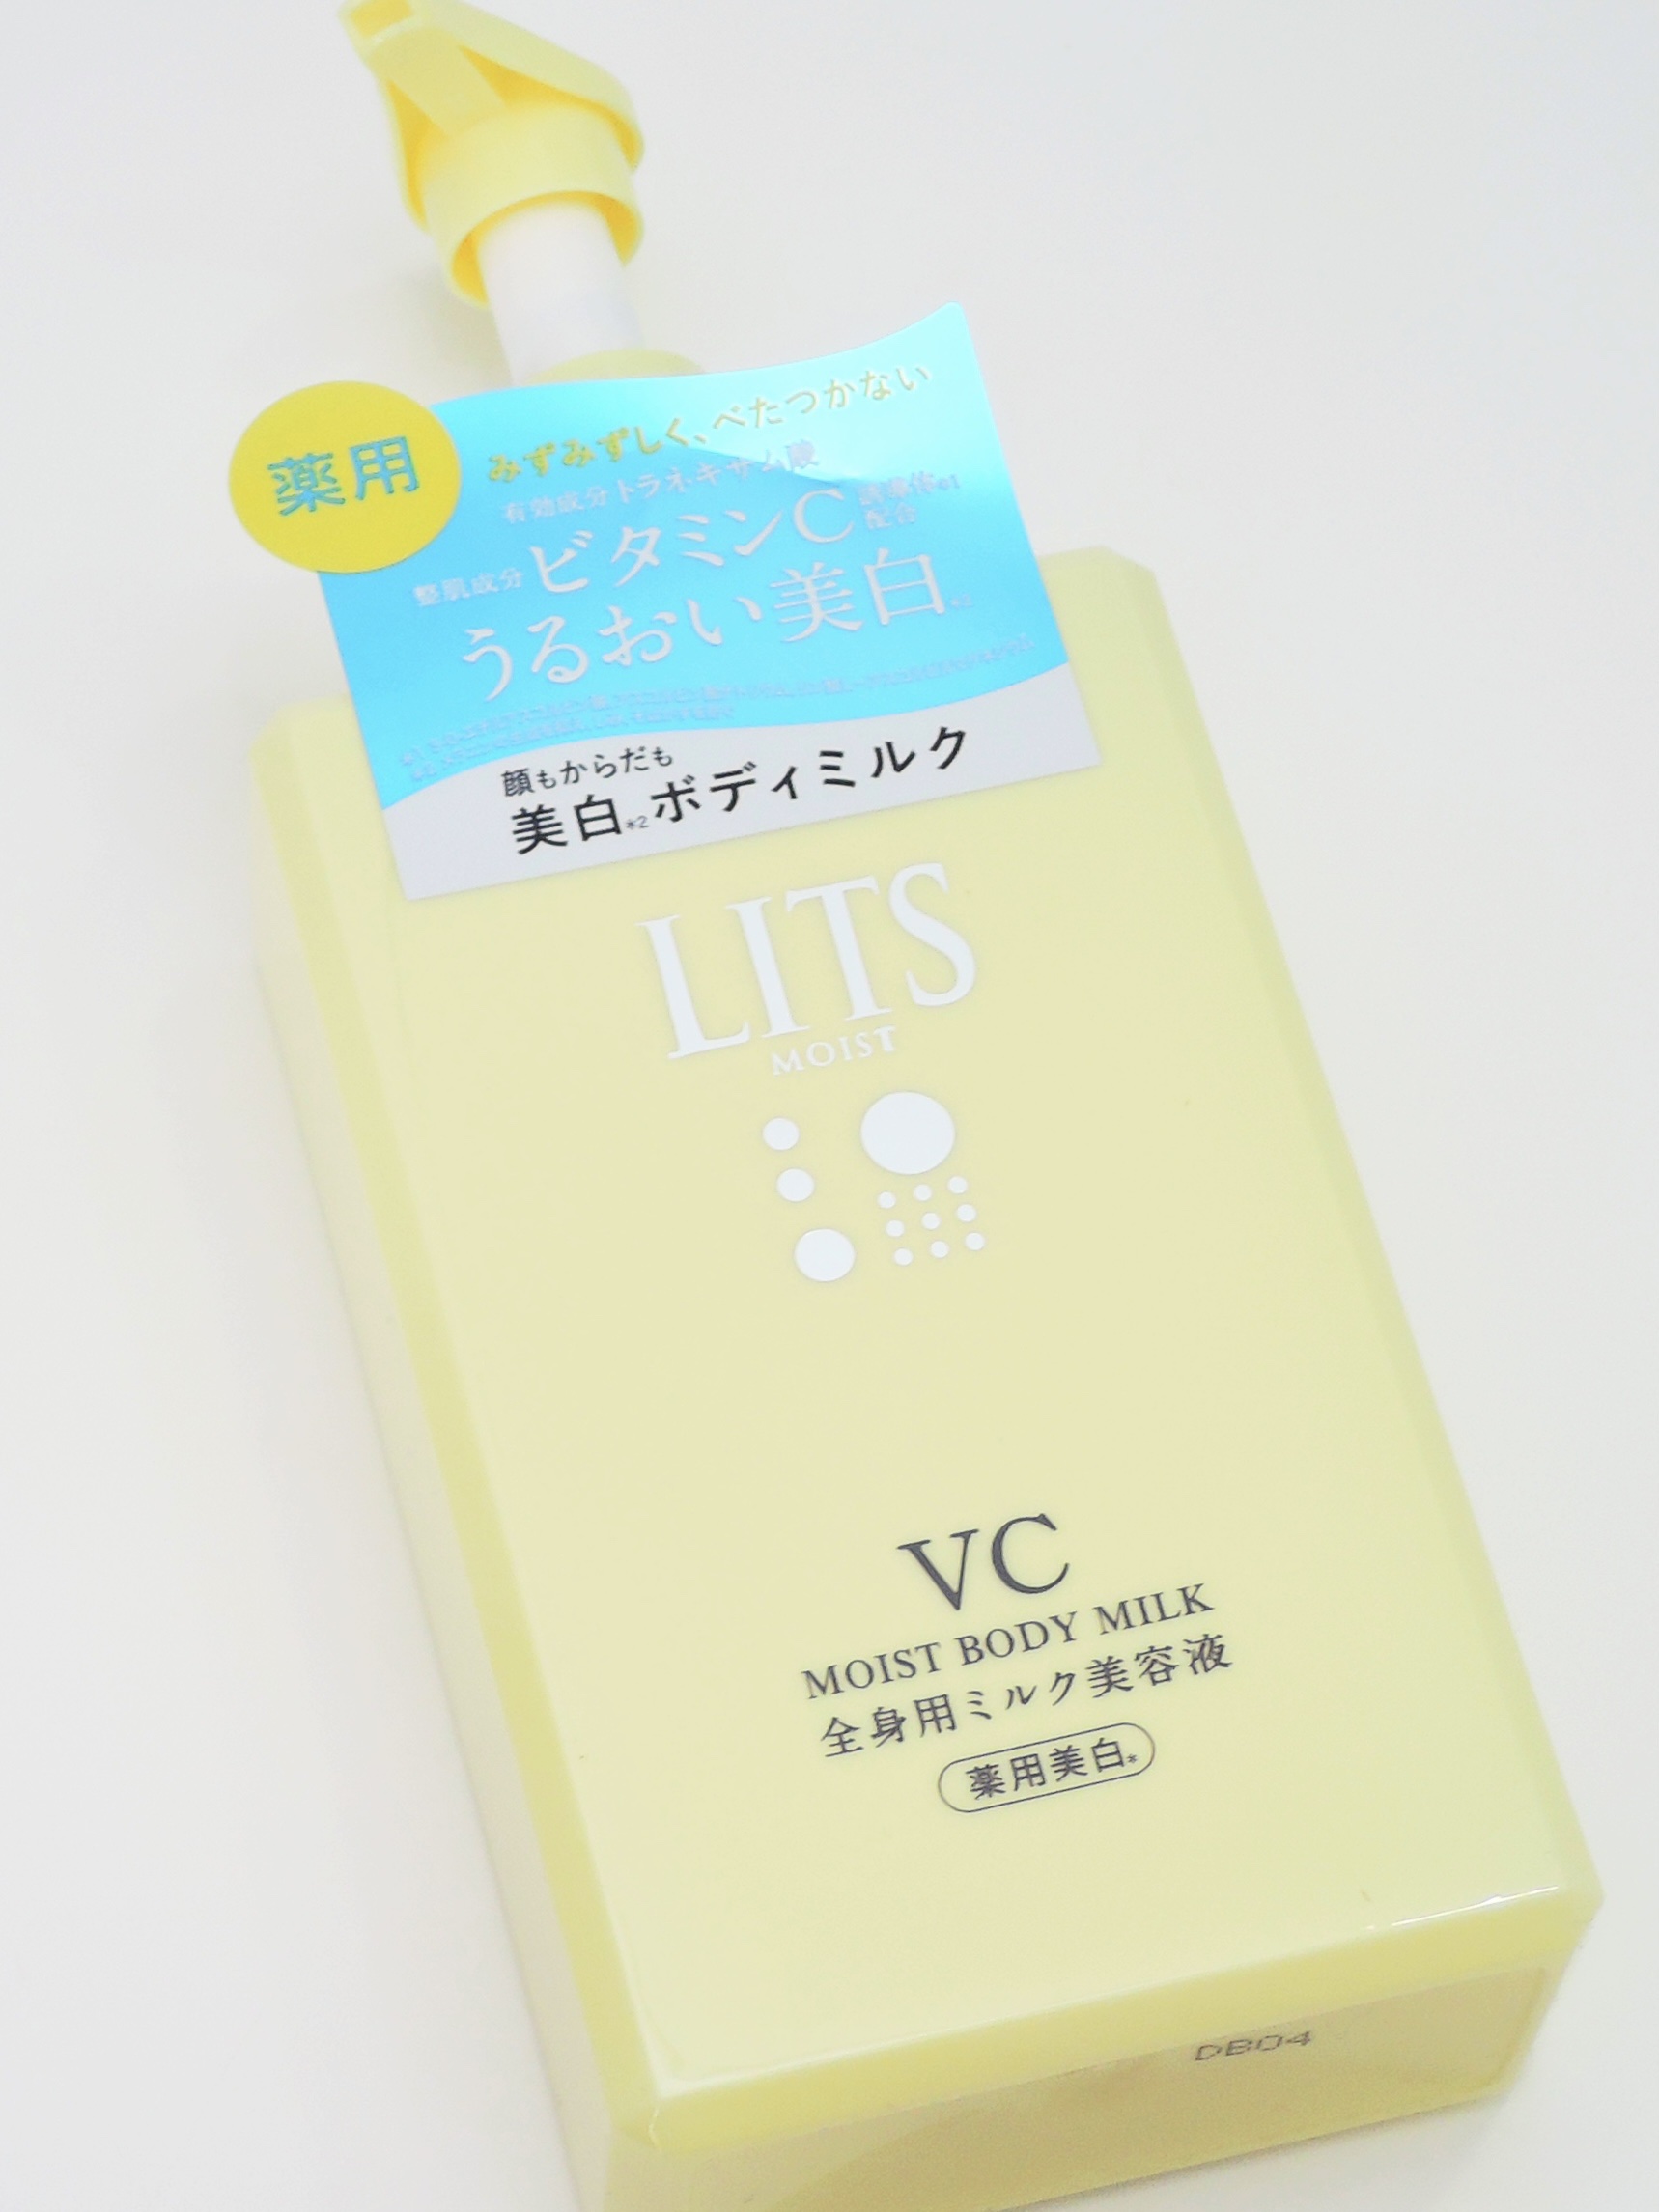 薬用
みずみずしく、べたつかない
有効成分トラネキサム酸
整肌成分ビタミンC誘導体※1配合
うるおい美白※2
顔もからだも
美白※2ボディミルク
LITS
MOIST
VC
MOIST BODY MILK
全身用ミルク美容液
薬用美白*
DB04